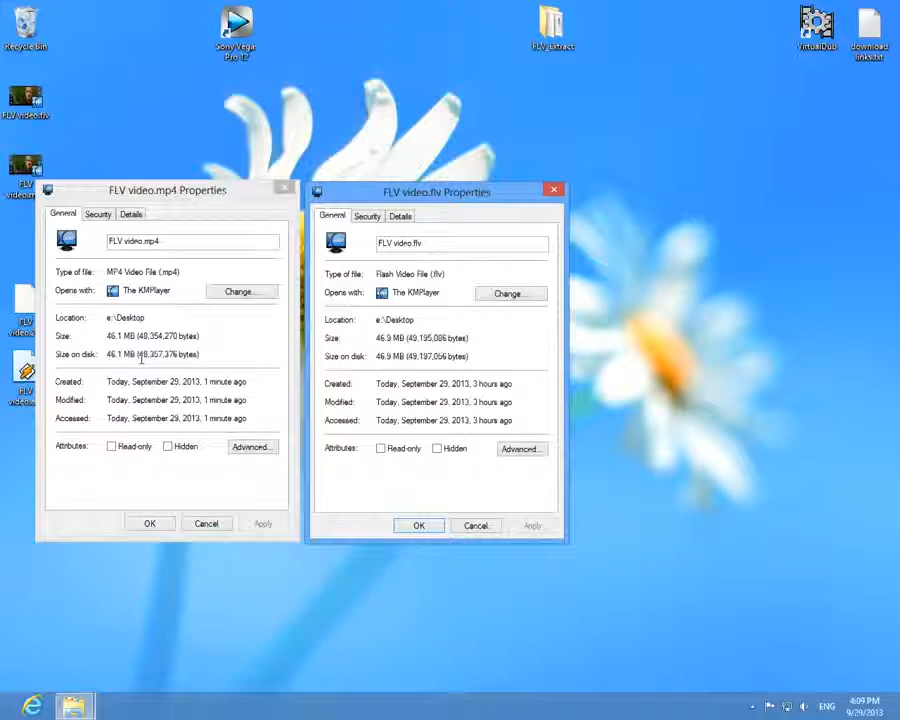 Recycle Bin
Sony Vega
Pro 12
FLV_Extract
VirtualDub
download
links.txt
FLV video.flv
FLV
FLV video.mp4 Properties
General
Security
Details
FLV video.mp4
Type of file:
MP4 Video File (.mp4)
Opens with:
The KMPlayer
Change...
Location:
e:\Desktop
Size:
46.1 MB (48,354,270 bytes)
Size on disk:
46.1 MB (48,357,376 bytes)
Created:
Today, September 29, 2013, 1 minute ago
Modified:
Today, September 29, 2013, 1 minute ago
Accessed:
Today, September 29, 2013, 1 minute ago
Attributes:
Read-only
Hidden
Advanced...
OK
Cancel
Apply
FLV video.flv Properties
General
Security
Details
FLV video.flv
Type of file:
Flash Video File (.flv)
Opens with:
The KMPlayer
Change...
Location:
e:\Desktop
Size:
46.9 MB (49,195,086 bytes)
Size on disk:
46.9 MB (49,197,056 bytes)
Created:
Today, September 29, 2013, 3 hours ago
Modified:
Today, September 29, 2013, 3 hours ago
Accessed:
Today, September 29, 2013, 3 hours ago
Attributes:
Read-only
Hidden
Advanced...
OK
Cancel
Apply
FLV
FLV
ENG
4:09 PM
9/29/2013